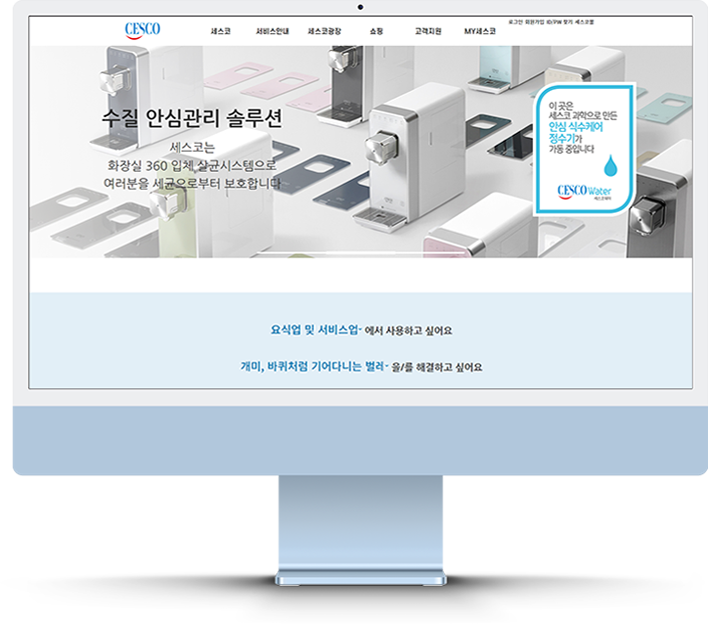 로그인 회원가입 ID/PW 찾기 세스코몰
CESCO 세스코 서비스안내 세스코광장 쇼핑 고객지원 MY세스코
수질 안심관리 솔루션
세스코는
화장실 360 입체 살균시스템으로
여러분을 세균으로부터 보호합니다
이 곳은
세스코 과학으로 만든
안심 식수케어
정수기가
가동 중입니다
CESCO Water
세스코워터
요식업 및 서비스업- 에서 사용하고 싶어요
개미, 바퀴처럼 기어다니는 벌레- 을/를 해결하고 싶어요